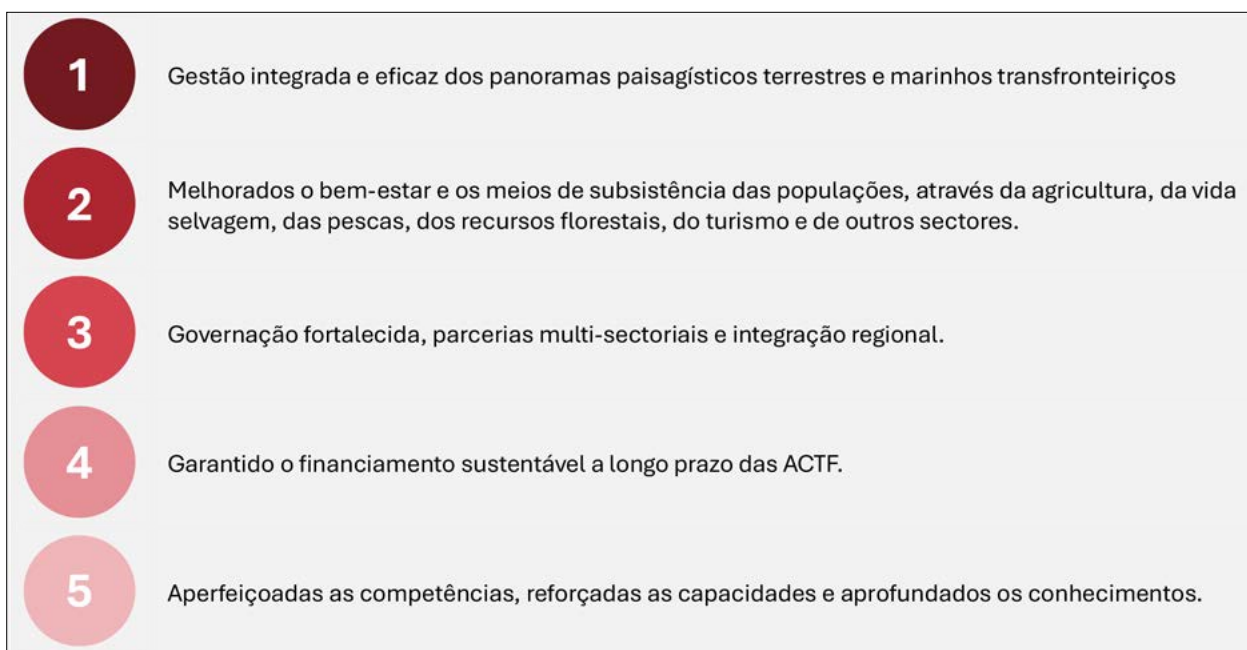 1
Gestão integrada e eficaz dos panoramas paisagísticos terrestres e marinhos transfronteiriços
2
Melhorados o bem-estar e os meios de subsistência das populações, através da agricultura, da vida
selvagem, das pescas, dos recursos florestais, do turismo e de outros sectores.
3
Governação fortalecida, parcerias multi-sectoriais e integração regional.
4
Garantido o financiamento sustentável a longo prazo das ACTF.
5
Aperfeiçoadas as competências, reforçadas as capacidades e aprofundados os conhecimentos.